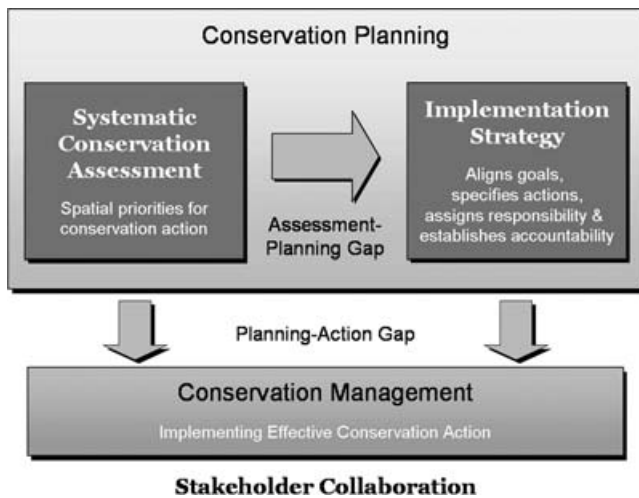 Conservation Planning
Systematic
Conservation
Assessment
Spatial priorities for
conservation action
Assessment-
Planning Gap
Implementation
Strategy
Aligns goals,
specifies actions,
assigns responsibility &
establishes accountability
Planning-Action Gap
Conservation Management
Implementing Effective Conservation Action
Stakeholder Collaboration